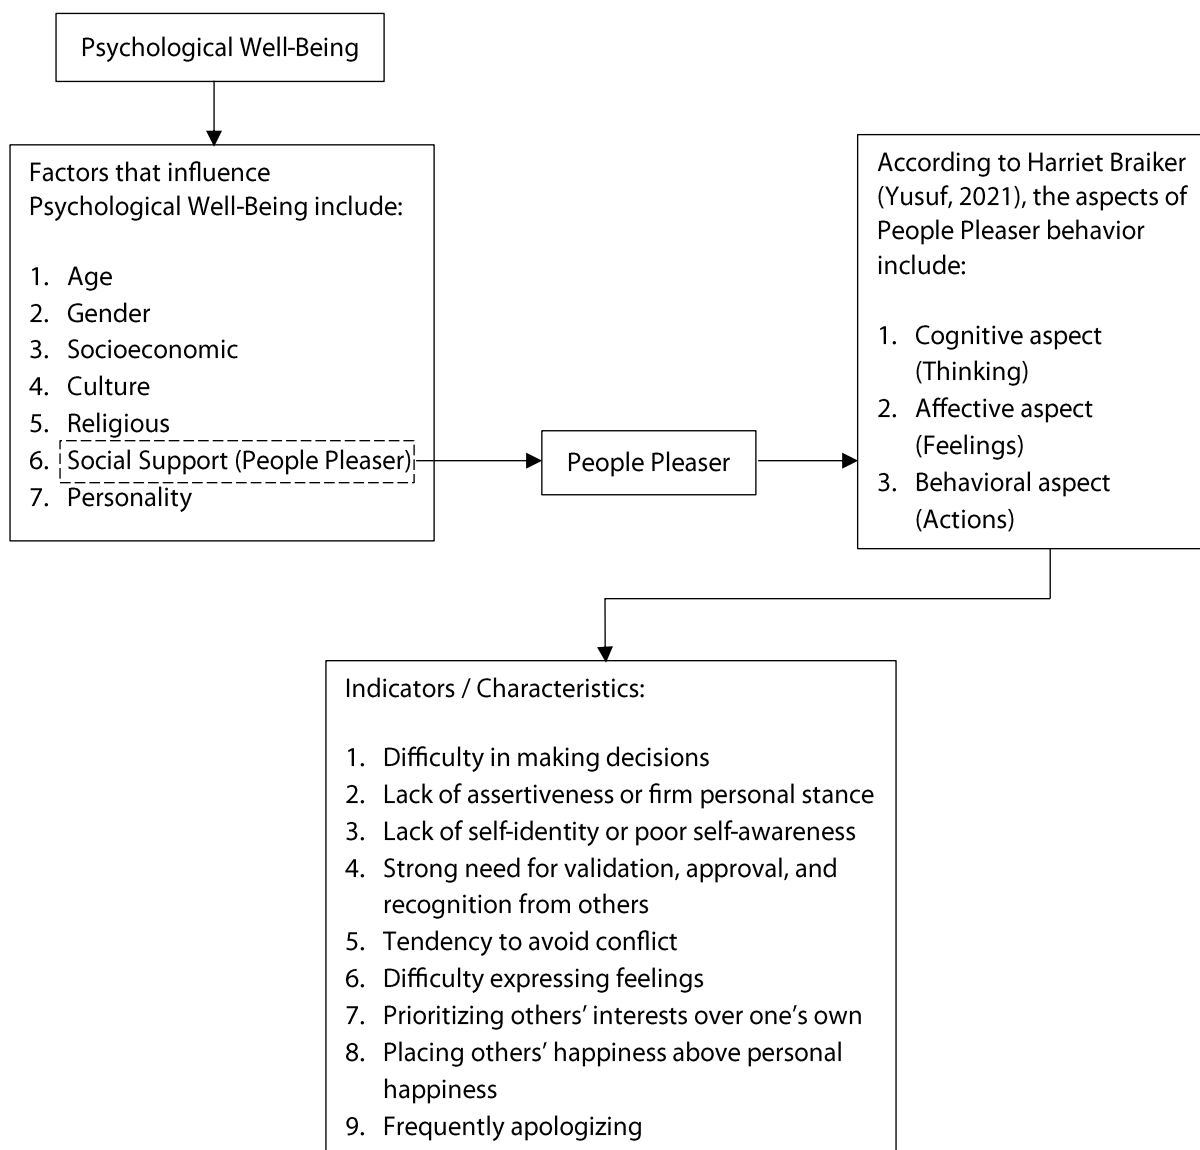 Psychological Well-Being
Factors that influence
Psychological Well-Being include:
1. Age
2. Gender
3. Socioeconomic
4. Culture
5. Religious
6. Social Support (People Pleaser)
7. Personality
People Pleaser
According to Harriet Braiker
(Yusuf, 2021), the aspects of
People Pleaser behavior
include:
1. Cognitive aspect
(Thinking)
2. Affective aspect
(Feelings)
3. Behavioral aspect
(Actions)
Indicators / Characteristics:
1. Difficulty in making decisions
2. Lack of assertiveness or firm personal stance
3. Lack of self-identity or poor self-awareness
4. Strong need for validation, approval, and
recognition from others
5. Tendency to avoid conflict
6. Difficulty expressing feelings
7. Prioritizing others’ interests over one’s own
8. Placing others’ happiness above personal
happiness
9. Frequently apologizing